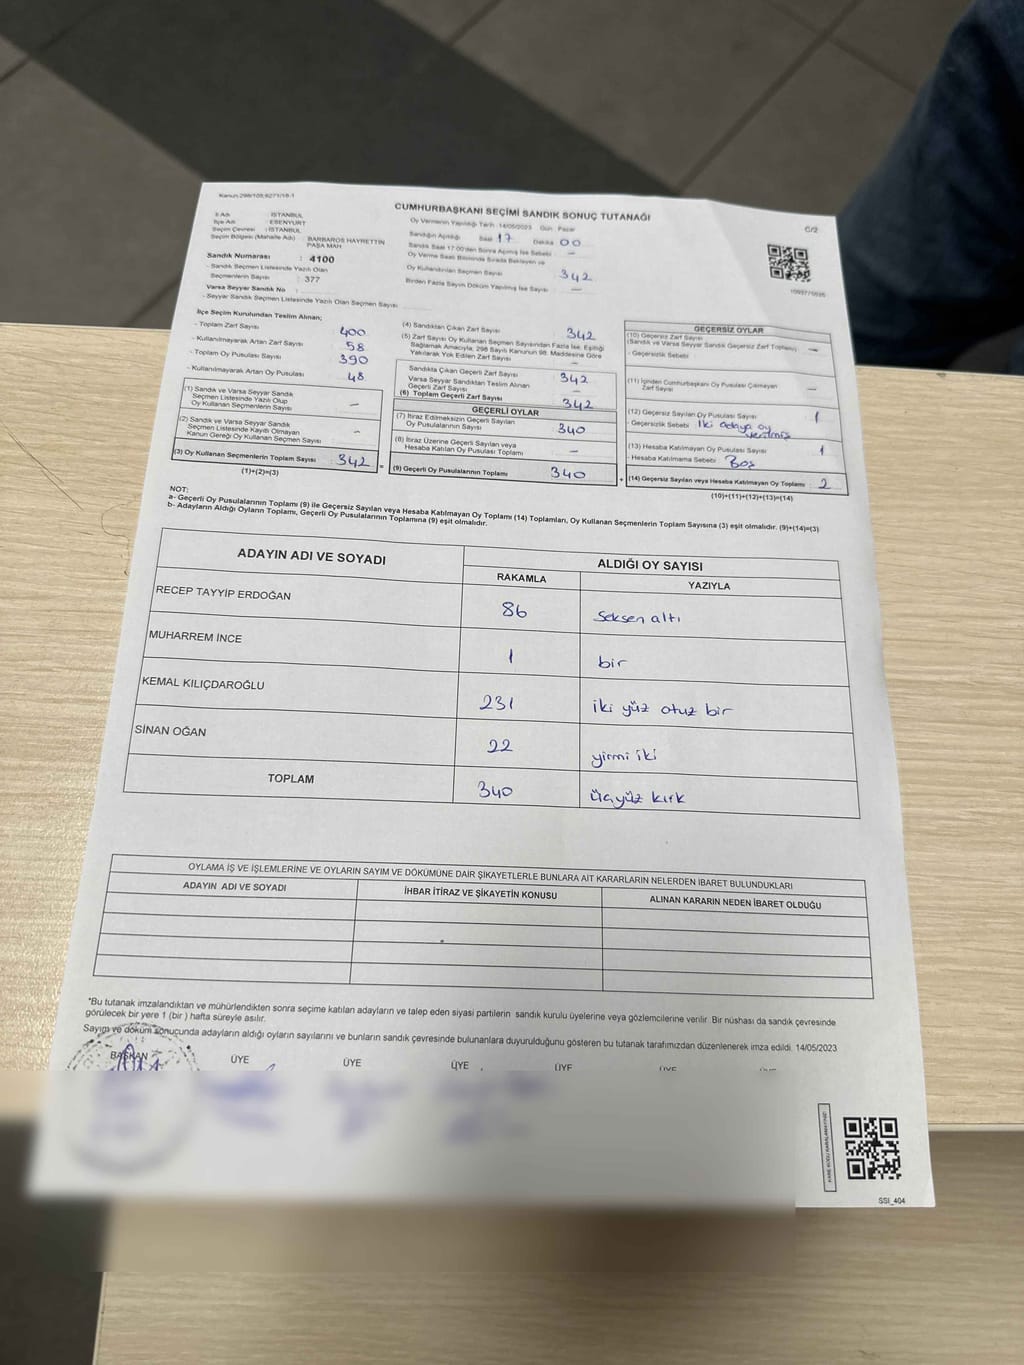 Kanun:298/105;6271/18-1
CUMHURBAŞKANI SEÇİMİ SANDIK SONUÇ TUTANAĞI
C/2
İl Adı : İSTANBUL
İlçe Adı : ESENYURT
Seçim Çevresi : İSTANBUL
Seçim Bölgesi (Mahalle Adı) : BARBAROS HAYRETTİN PAŞA MAH
Sandık Numarası : 4100
- Sandık Seçmen Listesinde Yazılı Olan
Seçmenlerin Sayısı : 377
Varsa Seyyar Sandık No :
- Seyyar Sandık Seçmen Listesinde Yazılı Olan Seçmen Sayısı
Oy Vermenin Yapıldığı Tarih :14/05/2023 Gün : Pazar
Sandığın Açıldığı Saat 17 Dakika 00
Sandık Saat 17:00'den Sonra Açılmış İse Sebebi : —
Oy Verme Saati Bitiminde Sırada Bekleyen ve
Oy Kullandırılan Seçmen Sayısı : 342
Birden Fazla Sayım Döküm Yapılmış İse Sayısı : —
İlçe Seçim Kurulundan Teslim Alınan;
- Toplam Zarf Sayısı : 400
- Kullanılmayarak Artan Zarf Sayısı : 58
- Toplam Oy Pusulası Sayısı : 390
- Kullanılmayarak Artan Oy Pusulası : 48
(1) Sandık ve Varsa Seyyar Sandık
Seçmen Listesinde Yazılı Olup
Oy Kullanan Seçmenlerin Sayısı : —
(2) Sandık ve Varsa Seyyar Sandık
Seçmen Listesinde Kaydı Olmayan
Kanun Gereği Oy Kullanan Seçmen Sayısı : —
(3) Oy Kullanan Seçmenlerin Toplam Sayısı : 342
(1)+(2)=(3)
(4) Sandıktan Çıkan Zarf Sayısı : 342
(5) Zarf Sayısı Oy Kullanan Seçmen Sayısından Fazla İse, Eşitliği
Sağlamak Amacıyla; 298 Sayılı Kanunun 98. Maddesine Göre
Yakılarak Yok Edilen Zarf Sayısı : —
Sandıkta Çıkan Geçerli Zarf Sayısı : 342
Varsa Seyyar Sandıktan Teslim Alınan
Geçerli Zarf Sayısı : —
(6) Toplam Geçerli Zarf Sayısı : 342
GEÇERLİ OYLAR
(7) İtiraz Edilmeksizin Geçerli Sayılan
Oy Pusulalarının Sayısı : 340
(8) İtiraz Üzerine Geçerli Sayılan veya
Hesaba Katılan Oy Pusulası Toplamı : —
= (9) Geçerli Oy Pusulalarının Toplamı : 340 +
GEÇERSİZ OYLAR
(10) Geçersiz Zarf Sayısı
(Sandık ve Varsa Seyyar Sandık Geçersiz Zarf Toplamı) : —
- Geçersizlik Sebebi :
(11) İçinden Cumhurbaşkanı Oy Pusulası Çıkmayan
Zarf Sayısı : —
(12) Geçersiz Sayılan Oy Pusulası Sayısı : 1
- Geçersizlik Sebebi : İki adaya oy verilmiş
(13) Hesaba Katılmayan Oy Pusulası Sayısı : 1
- Hesaba Katılmama Sebebi : Boş
(14) Geçersiz Sayılan veya Hesaba Katılmayan Oy Toplamı : 2
(10)+(11)+(12)+(13)=(14)
NOT:
a- Geçerli Oy Pusulalarının Toplamı (9) ile Geçersiz Sayılan veya Hesaba Katılmayan Oy Toplamı (14) Toplamları, Oy Kullanan Seçmenlerin Toplam Sayısına (3) eşit olmalıdır. (9)+(14)=(3)
b- Adayların Aldığı Oyların Toplamı, Geçerli Oy Pusulalarının Toplamına (9) eşit olmalıdır.
ADAYIN ADI VE SOYADI
ALDIĞI OY SAYISI
RAKAMLA YAZIYLA
RECEP TAYYİP ERDOĞAN 86 seksen altı
MUHARREM İNCE 1 bir
KEMAL KILIÇDAROĞLU 231 iki yüz otuz bir
SİNAN OĞAN 22 yirmi iki
TOPLAM 340 üçyüz kırk
OYLAMA İŞ VE İŞLEMLERİNE VE OYLARIN SAYIM VE DÖKÜMÜNE DAİR ŞİKAYETLERLE BUNLARA AİT KARARLARIN NELERDEN İBARET BULUNDUKLARI
ADAYIN ADI VE SOYADI İHBAR İTİRAZ VE ŞİKAYETİN KONUSU ALINAN KARARIN NEDEN İBARET OLDUĞU
*Bu tutanak imzalandıktan ve mühürlendikten sonra seçime katılan adayların ve talep eden siyasi partilerin sandık kurulu üyelerine veya gözlemcilerine verilir. Bir nüshası da sandık çevresinde
görülecek bir yere 1 (bir ) hafta süreyle asılır.
Sayım ve döküm sonucunda adayların aldığı oyların sayılarını ve bunların sandık çevresinde bulunanlara duyurulduğunu gösteren bu tutanak tarafımızdan düzenlenerek imza edildi. 14/05/2023
BAŞKAN ÜYE ÜYE ÜYE ÜYE ÜYE ÜYE
SSI_404